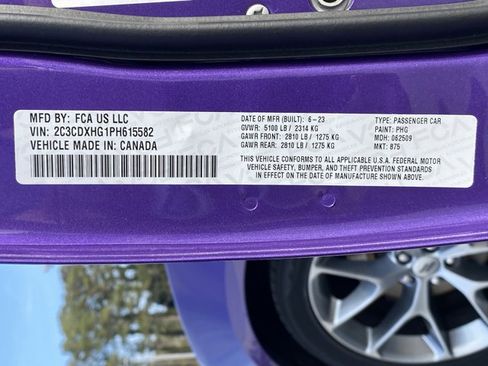 MFD BY: FCA US LLC
VIN: 2C3CDXHG1PH615582
VEHICLE MADE IN: CANADA
DATE OF MFR (BUILT): 6-23
GVWR: 5100 LB / 2314 KG
GAWR FRONT: 2810 LB / 1275 KG
GAWR REAR: 2810 LB / 1275 KG
TYPE: PASSENGER CAR
PAINT: PHG
MDH: 062509
MKT: 875
THIS VEHICLE CONFORMS TO ALL APPLICABLE U.S.A. FEDERAL MOTOR
VEHICLE SAFETY, BUMPER, AND THEFT PREVENTION STANDARDS
IN EFFECT ON THE DATE OF MANUFACTURE SHOWN ABOVE.